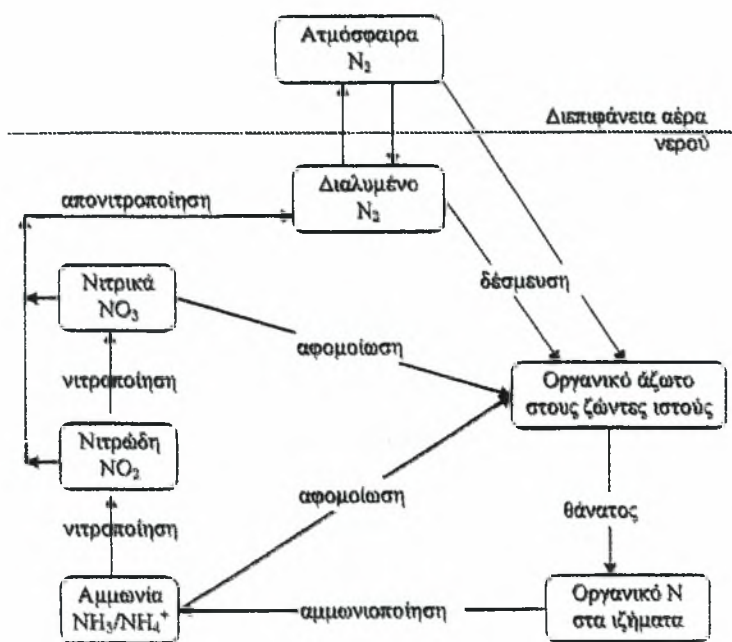 Ατμόσφαιρα
N₂
Διεπιφάνεια αέρα
νερού
Διαλυμένο
N₂
απονιτροποίηση
δέσμευση
Νιτρικά
NO₃
αφομοίωση
νιτροποίηση
Οργανικό άζωτο
στους ζώντες ιστούς
Νιτρώδη
NO₂
αφομοίωση
θάνατος
νιτροποίηση
Αμμωνία
NH₃/NH₄⁺
αμμωνιοποίηση
Οργανικό N
στα ιζήματα